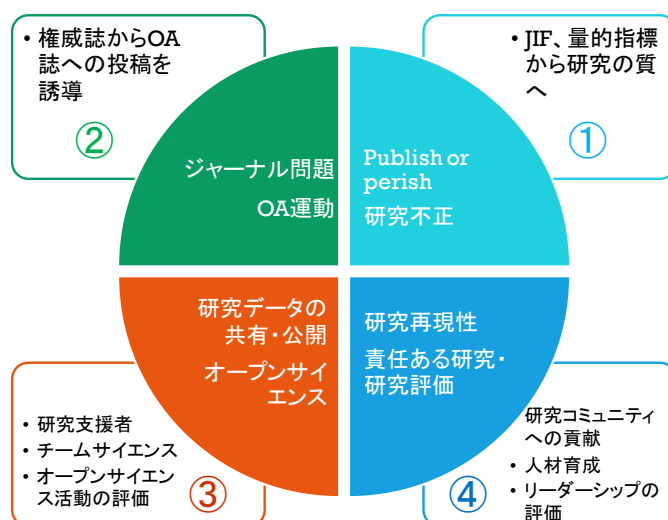 • 権威誌からOA
誌への投稿を
誘導
②
• JIF、量的指標
から研究の質
へ
①
ジャーナル問題
OA運動
Publish or
perish
研究不正
研究データの
共有・公開
オープンサイ
エンス
研究再現性
責任ある研究・
研究評価
• 研究支援者
• チームサイエンス
• オープンサイエン
ス活動の評価
③
研究コミュニティ
への貢献
• 人材育成
• リーダーシップの
評価
④